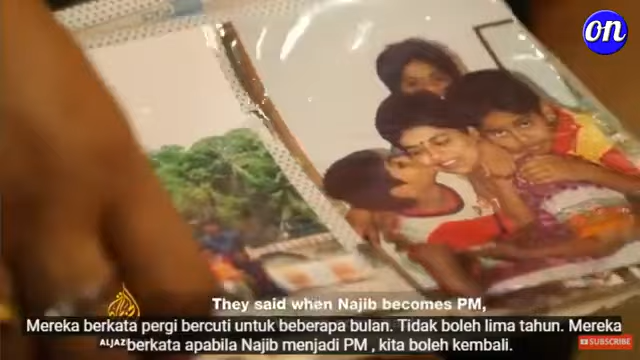 on
They said when Najib becomes PM,
Mereka berkata pergi bercuti untuk beberapa bulan. Tidak boleh lima tahun. Mereka
berkata apabila Najib menjadi PM , kita boleh kembali.
SUBSCRIBE